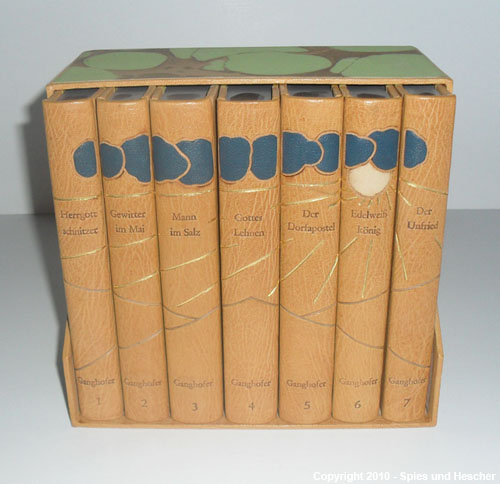 Herrgott
schnitzer
Ganghofer
1
Gewitter
im Mai
Ganghofer
2
Mann
im Salz
Ganghofer
3
Gottes
Lehnen
Ganghofer
4
Der
Dorfapostel
Ganghofer
5
Edelweiß
könig
Ganghofer
6
Der
Unfried
Ganghofer
7
Copyright 2010 - Spies und Hescher